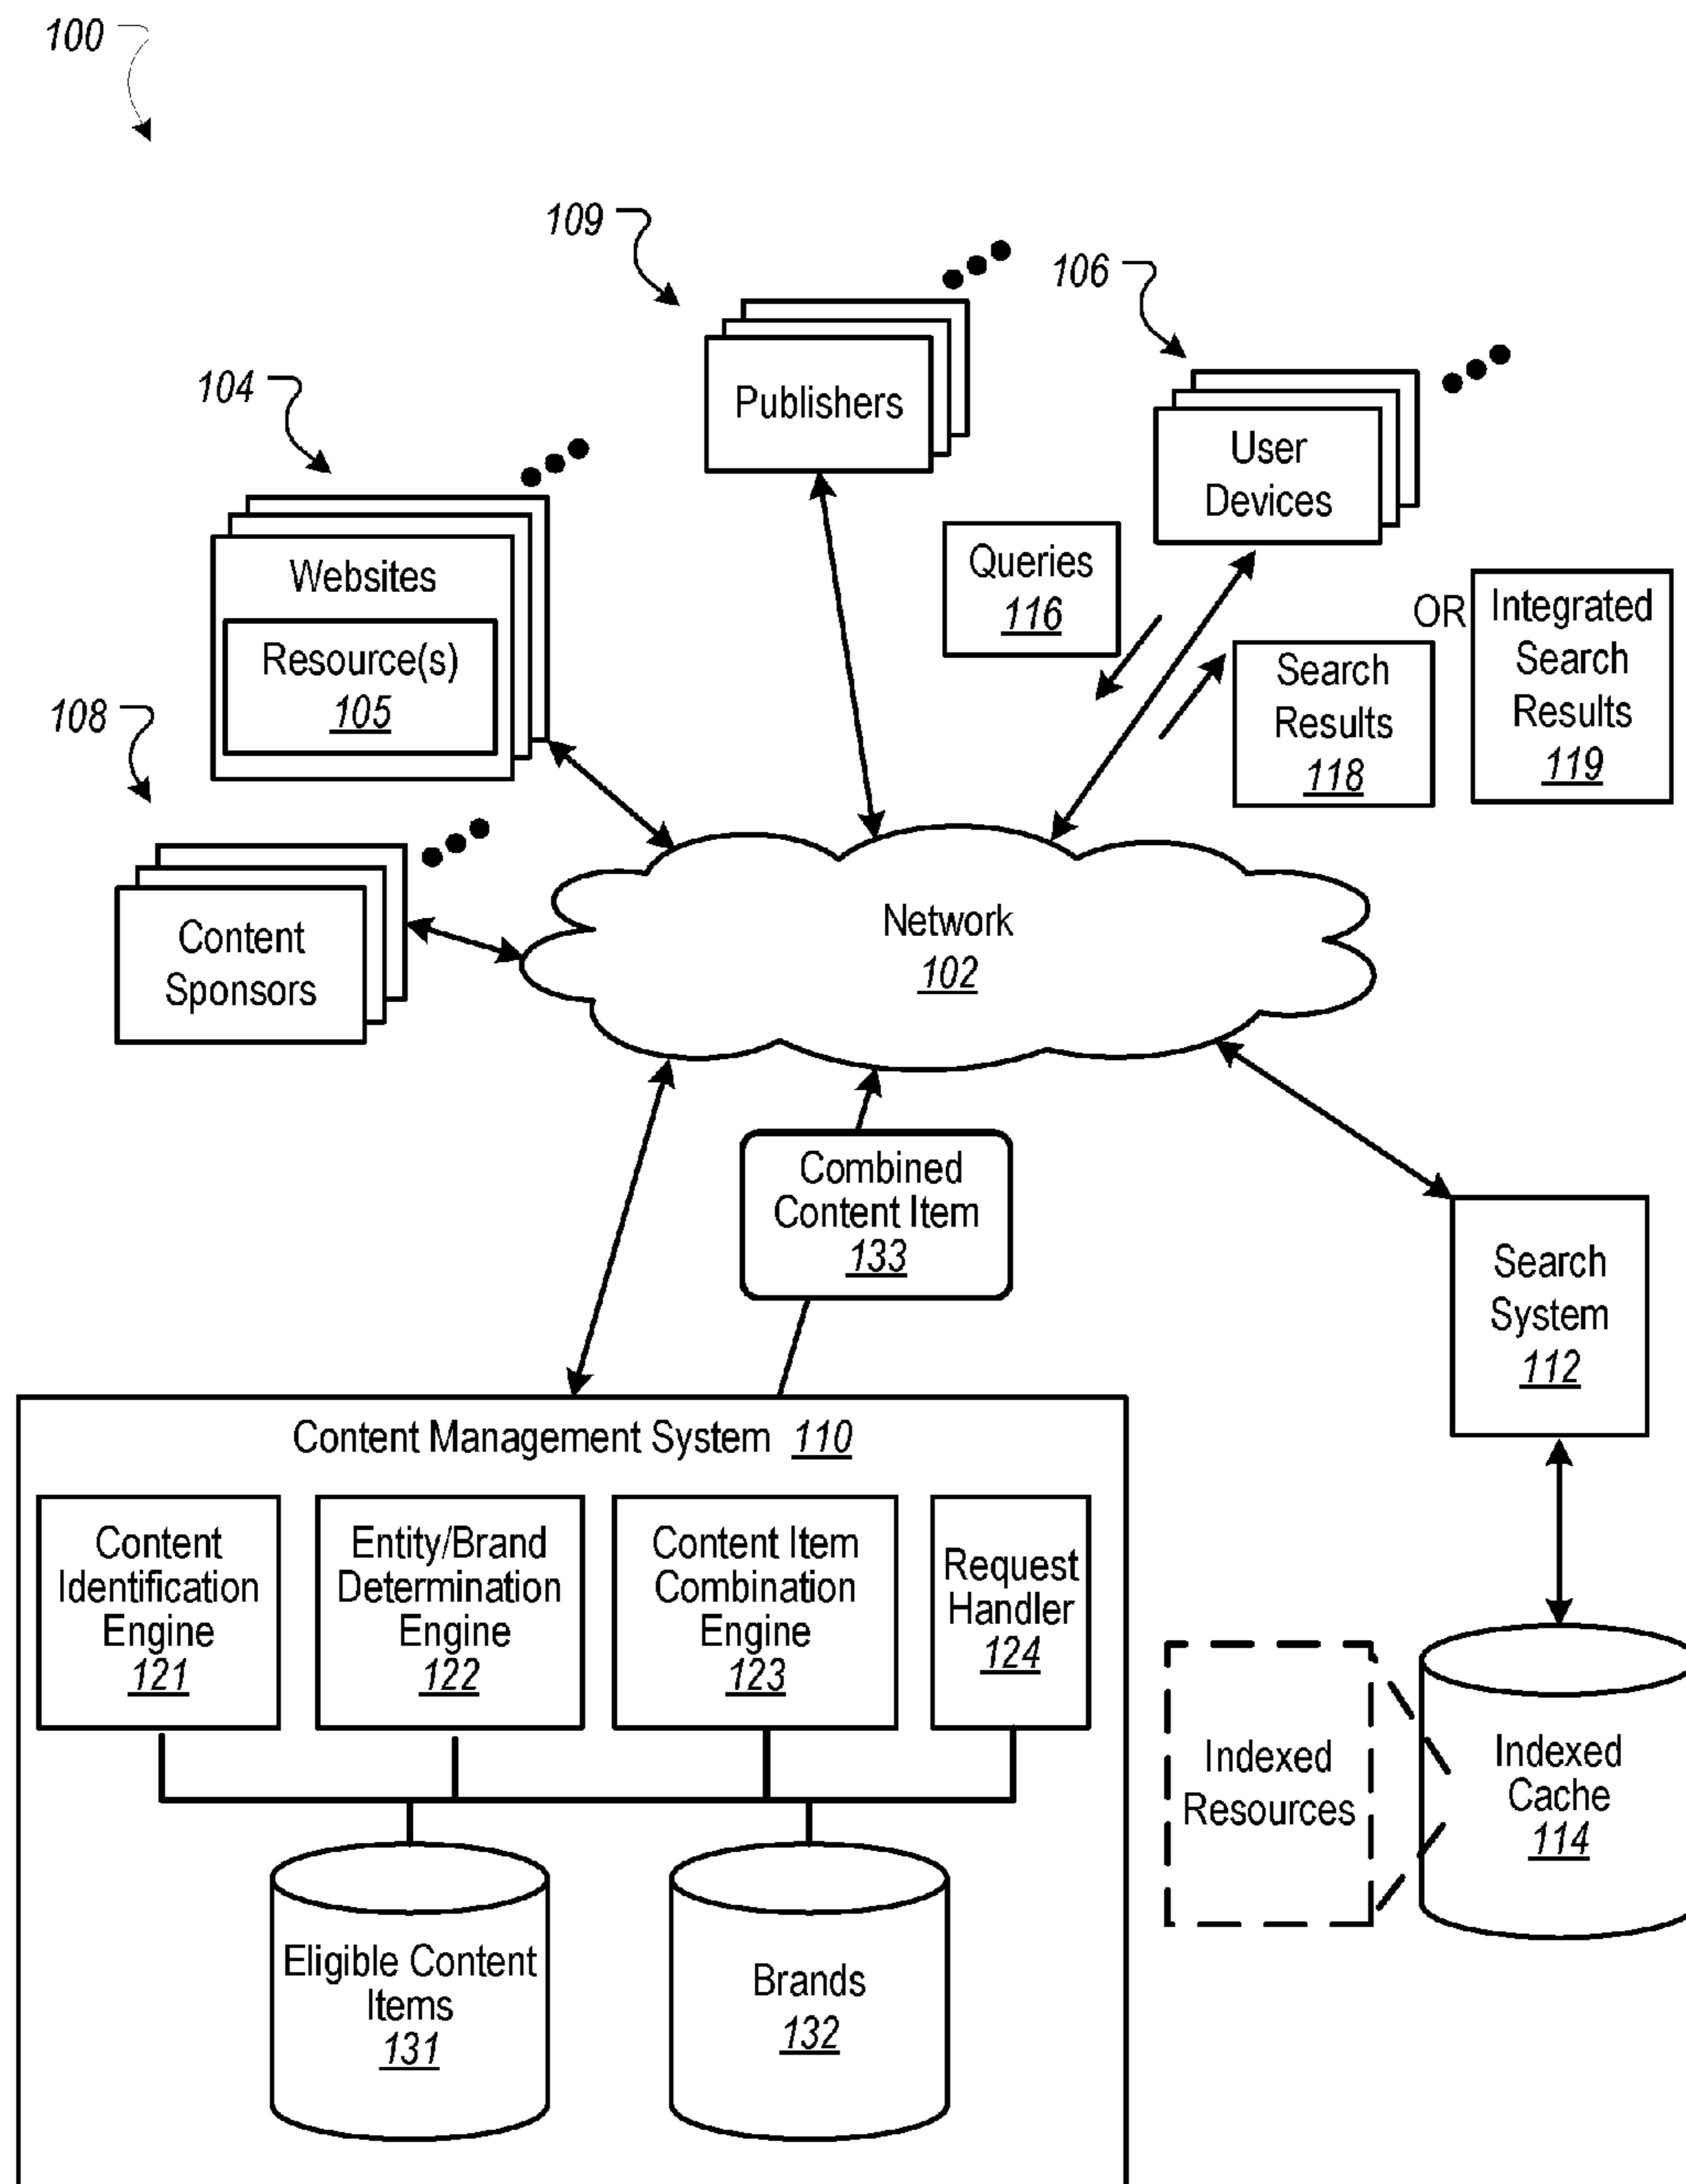 100
109
106
104
Publishers
User
Devices
Websites
Resource(s)
105
Queries
116
OR
Integrated
Search
Results
119
Search
Results
118
108
Content
Sponsors
Network
102
Combined
Content Item
133
Search
System
112
Content Management System 110
Content
Identification
Engine
121
Entity/Brand
Determination
Engine
122
Content Item
Combination
Engine
123
Request
Handler
124
Indexed
Resources
Indexed
Cache
114
Eligible Content
Items
131
Brands
132